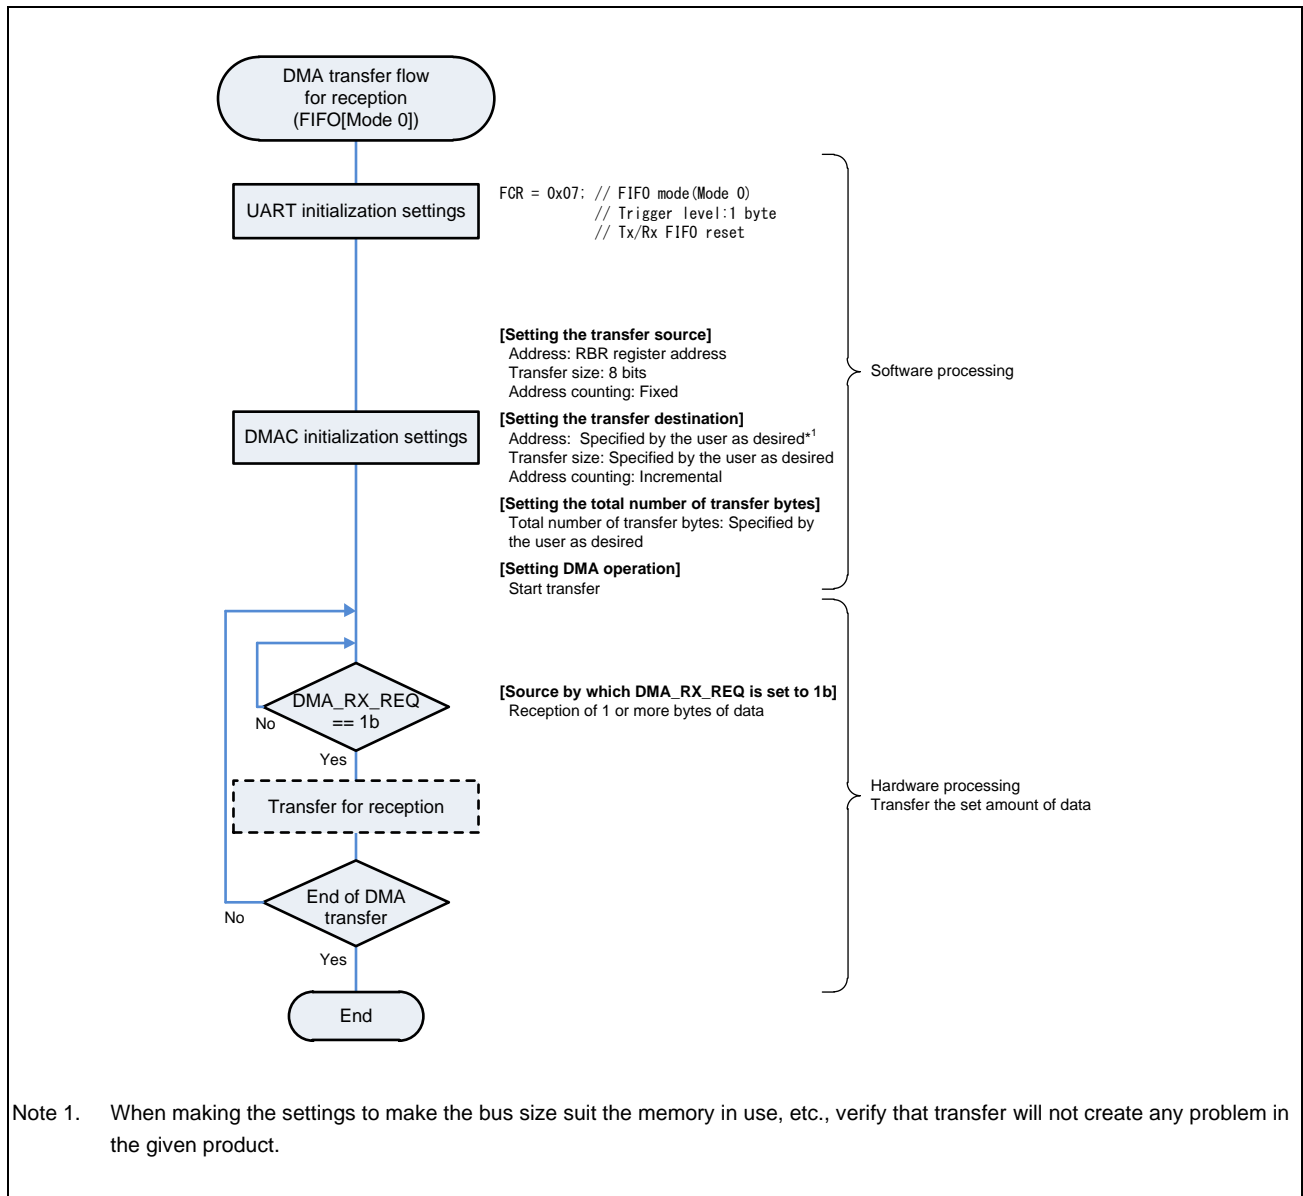 DMA transfer flow
for reception
(FIFO[Mode 0])
UART initialization settings
FCR = 0x07; // FIFO mode(Mode 0)
// Trigger level:1 byte
// Tx/Rx FIFO reset
[Setting the transfer source]
Address: RBR register address
Transfer size: 8 bits
Address counting: Fixed
Software processing
DMAC initialization settings
[Setting the transfer destination]
Address: Specified by the user as desired*1
Transfer size: Specified by the user as desired
Address counting: Incremental
[Setting the total number of transfer bytes]
Total number of transfer bytes: Specified by
the user as desired
[Setting DMA operation]
Start transfer
DMA_RX_REQ
== 1b
No
Yes
[Source by which DMA_RX_REQ is set to 1b]
Reception of 1 or more bytes of data
Transfer for reception
Hardware processing
Transfer the set amount of data
End of DMA
transfer
No
Yes
End
Note 1. When making the settings to make the bus size suit the memory in use, etc., verify that transfer will not create any problem in
the given product.